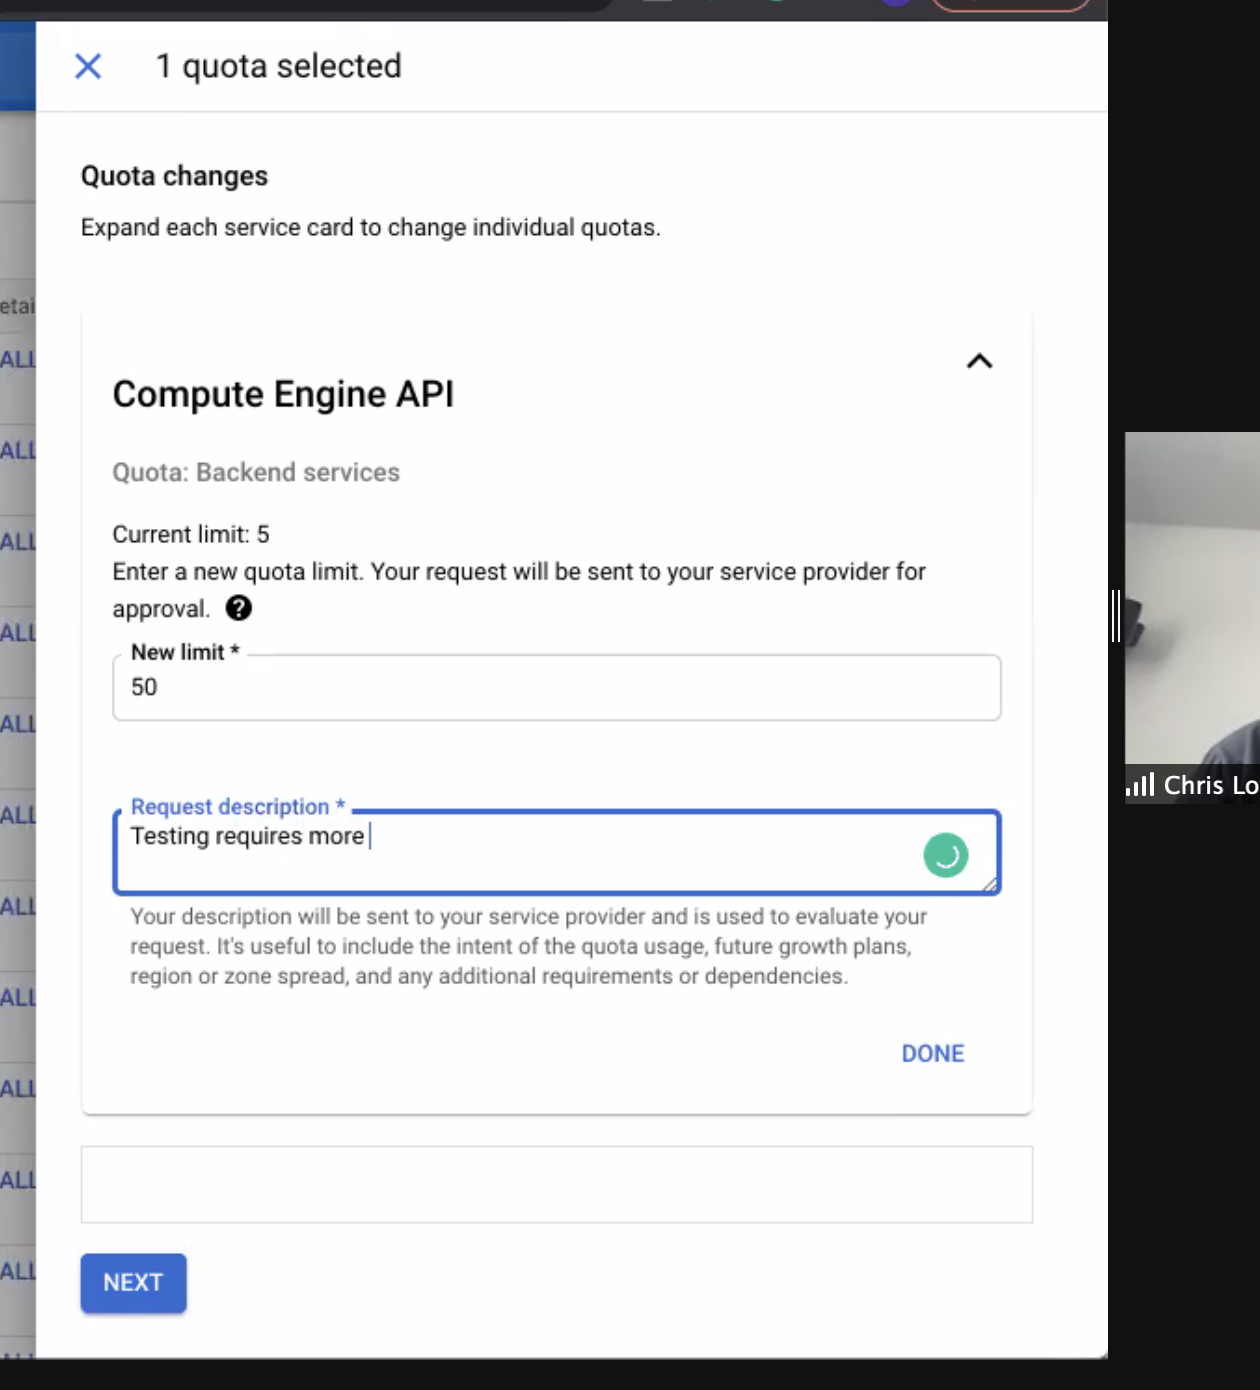 1 quota selected
Quota changes
Expand each service card to change individual quotas.
etai
ALL
ALL
ALL
ALL
ALL
ALL
ALL
ALL
ALL
ALL
ALL
Compute Engine API
Quota: Backend services
Current limit: 5
Enter a new quota limit. Your request will be sent to your service provider for
approval. ?
New limit *
50
Request description *
Testing requires more
Your description will be sent to your service provider and is used to evaluate your
request. It's useful to include the intent of the quota usage, future growth plans,
region or zone spread, and any additional requirements or dependencies.
DONE
NEXT
Chris Lo